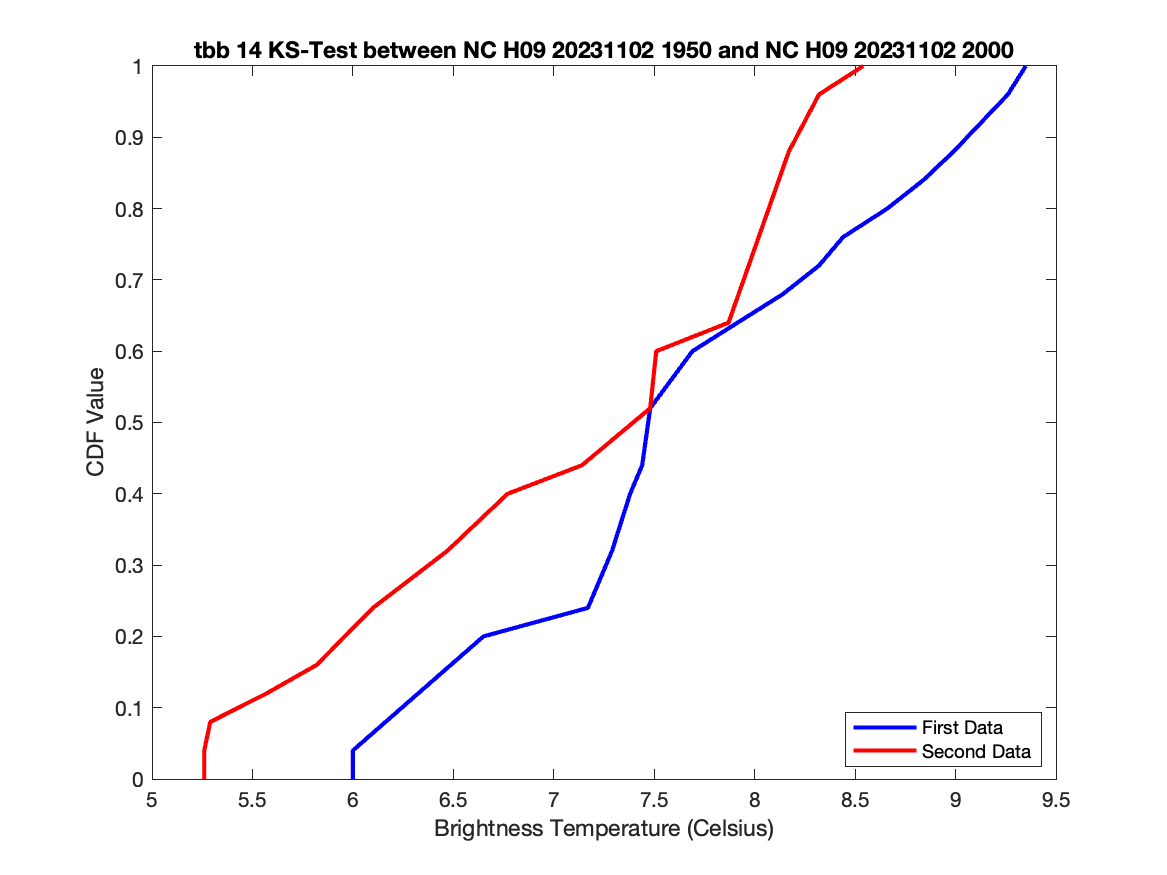 tbb 14 KS-Test between NC H09 20231102 1950 and NC H09 20231102 2000
1
0.9
0.8
0.7
0.6
0.5
0.4
0.3
0.2
0.1
0
CDF Value
First Data
Second Data
5 5.5 6 6.5 7 7.5 8 8.5 9 9.5
Brightness Temperature (Celsius)